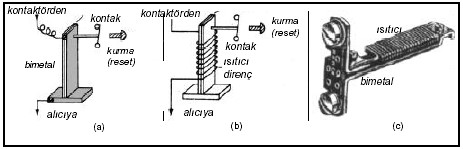 kontaktörden
kontak
kurma
(reset)
bimetal
alıcıya
(a)
kontaktörden
kurma
(reset)
kontak
ısıtıcı
direnç
alıcıya
(b)
ısıtıcı
bimetal
(c)